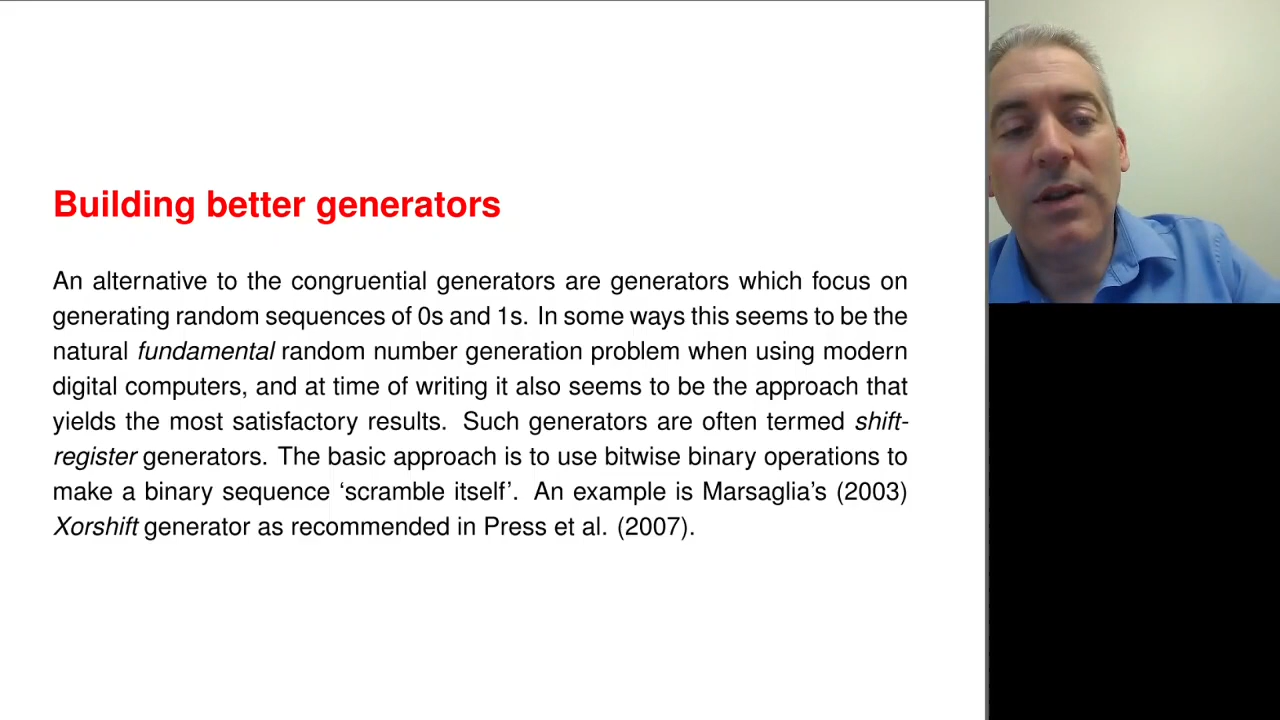 Building better generators
An alternative to the congruential generators are generators which focus on
generating random sequences of 0s and 1s. In some ways this seems to be the
natural fundamental random number generation problem when using modern
digital computers, and at time of writing it also seems to be the approach that
yields the most satisfactory results. Such generators are often termed shift-
register generators. The basic approach is to use bitwise binary operations to
make a binary sequence ‘scramble itself’. An example is Marsaglia’s (2003)
Xorshift generator as recommended in Press et al. (2007).